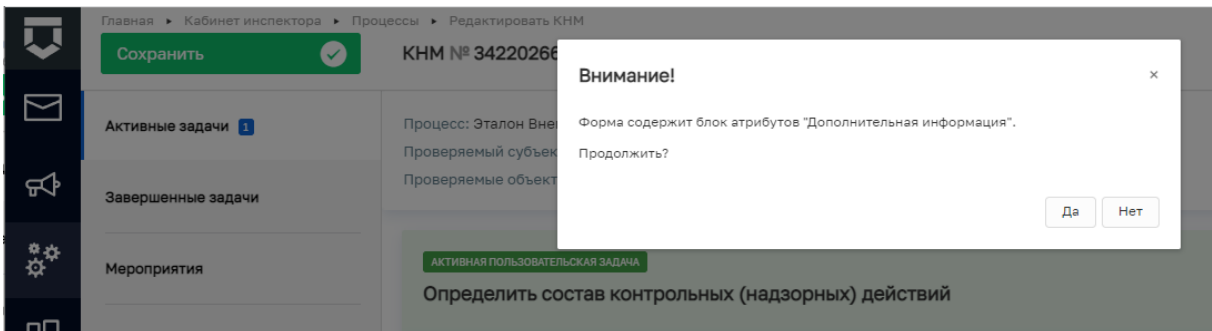 Главная ▸ Кабинет инспектора ▸ Процессы ▸ Редактировать КНМ
Сохранить
КНМ № 34220266
Внимание!
×
Активные задачи 1
Процесс: Эталон Вне
Форма содержит блок атрибутов "Дополнительная информация".
Проверяемый субъек
Продолжить?
Проверяемые объект
Завершенные задачи
Да Нет
Мероприятия
АКТИВНАЯ ПОЛЬЗОВАТЕЛЬСКАЯ ЗАДАЧА
Определить состав контрольных (надзорных) действий